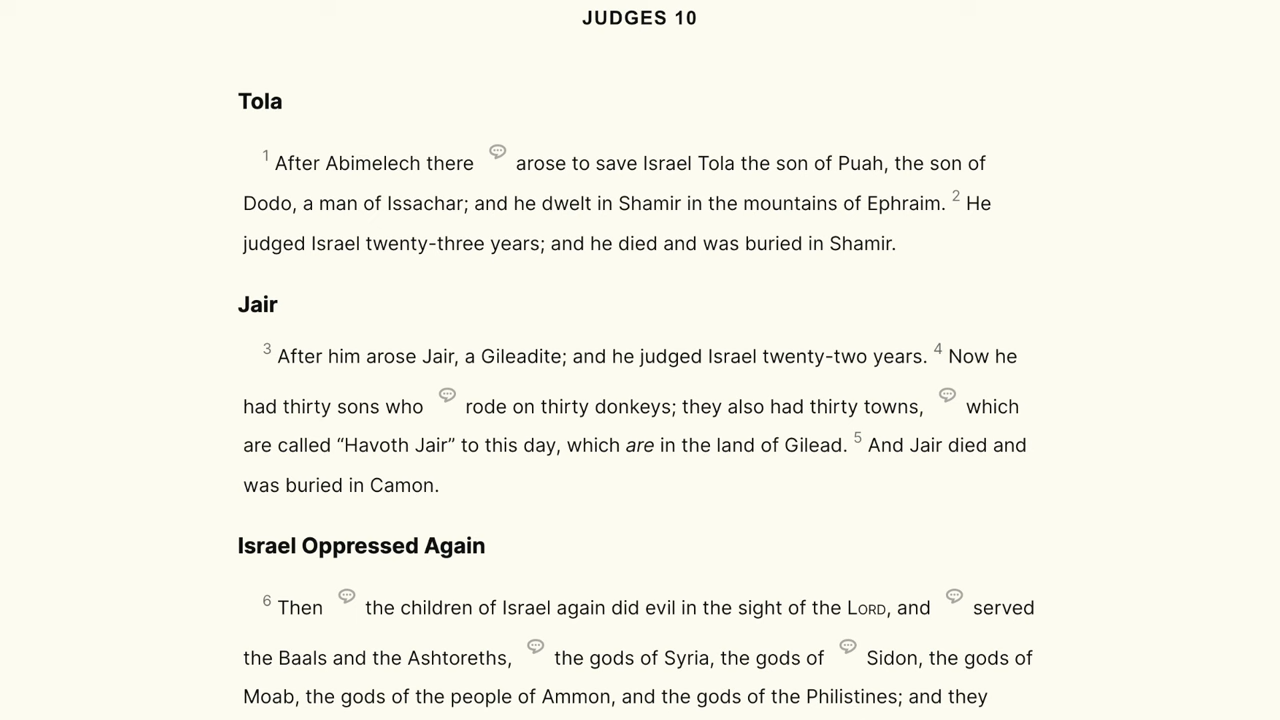 JUDGES 10
Tola
1 After Abimelech there arose to save Israel Tola the son of Puah, the son of
Dodo, a man of Issachar; and he dwelt in Shamir in the mountains of Ephraim. 2 He
judged Israel twenty-three years; and he died and was buried in Shamir.
Jair
3 After him arose Jair, a Gileadite; and he judged Israel twenty-two years. 4 Now he
had thirty sons who rode on thirty donkeys; they also had thirty towns, which
are called “Havoth Jair” to this day, which are in the land of Gilead. 5 And Jair died and
was buried in Camon.
Israel Oppressed Again
6 Then the children of Israel again did evil in the sight of the LORD, and served
the Baals and the Ashtoreths, the gods of Syria, the gods of Sidon, the gods of
Moab, the gods of the people of Ammon, and the gods of the Philistines; and they